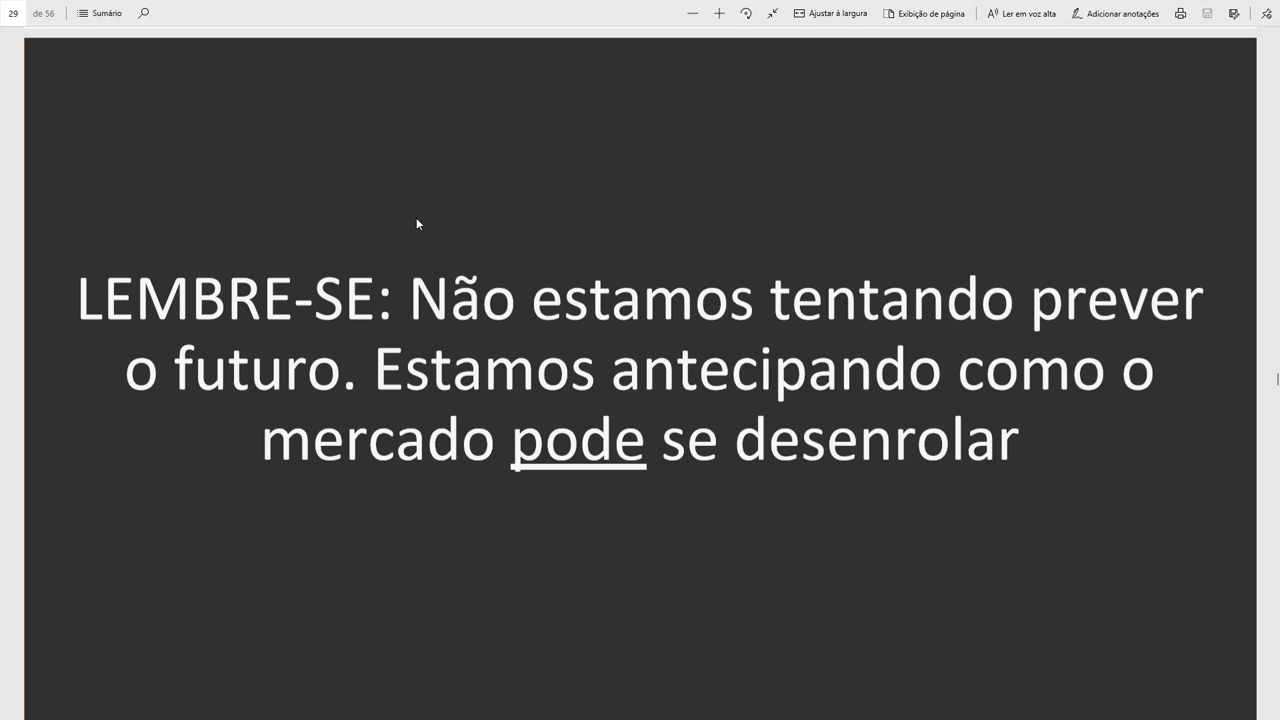 29 de 56 Sumário Ajustar à largura Exibição de página Ler em voz alta Adicionar anotações
LEMBRE-SE: Não estamos tentando prever
o futuro. Estamos antecipando como o
mercado pode se desenrolar